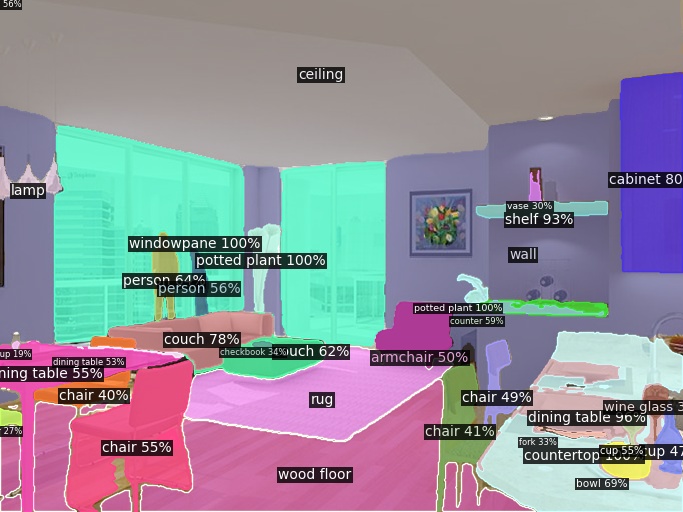 56%
ceiling
cabinet 80
lamp
vase 30%
shelf 93%
windowpane 100%
wall
potted plant 100%
person 64%
person 56%
potted plant 100%
counter 59%
couch 78%
checkbook 34%
uch 62%
armchair 50%
up 19%
dining table 53%
ning table 55%
chair 40%
rug
chair 49%
wine glass 3
dining table 96%
27%
chair 41%
chair 55%
fork 33%
countertop 100%
cup 55%
cup 47
wood floor
bowl 69%